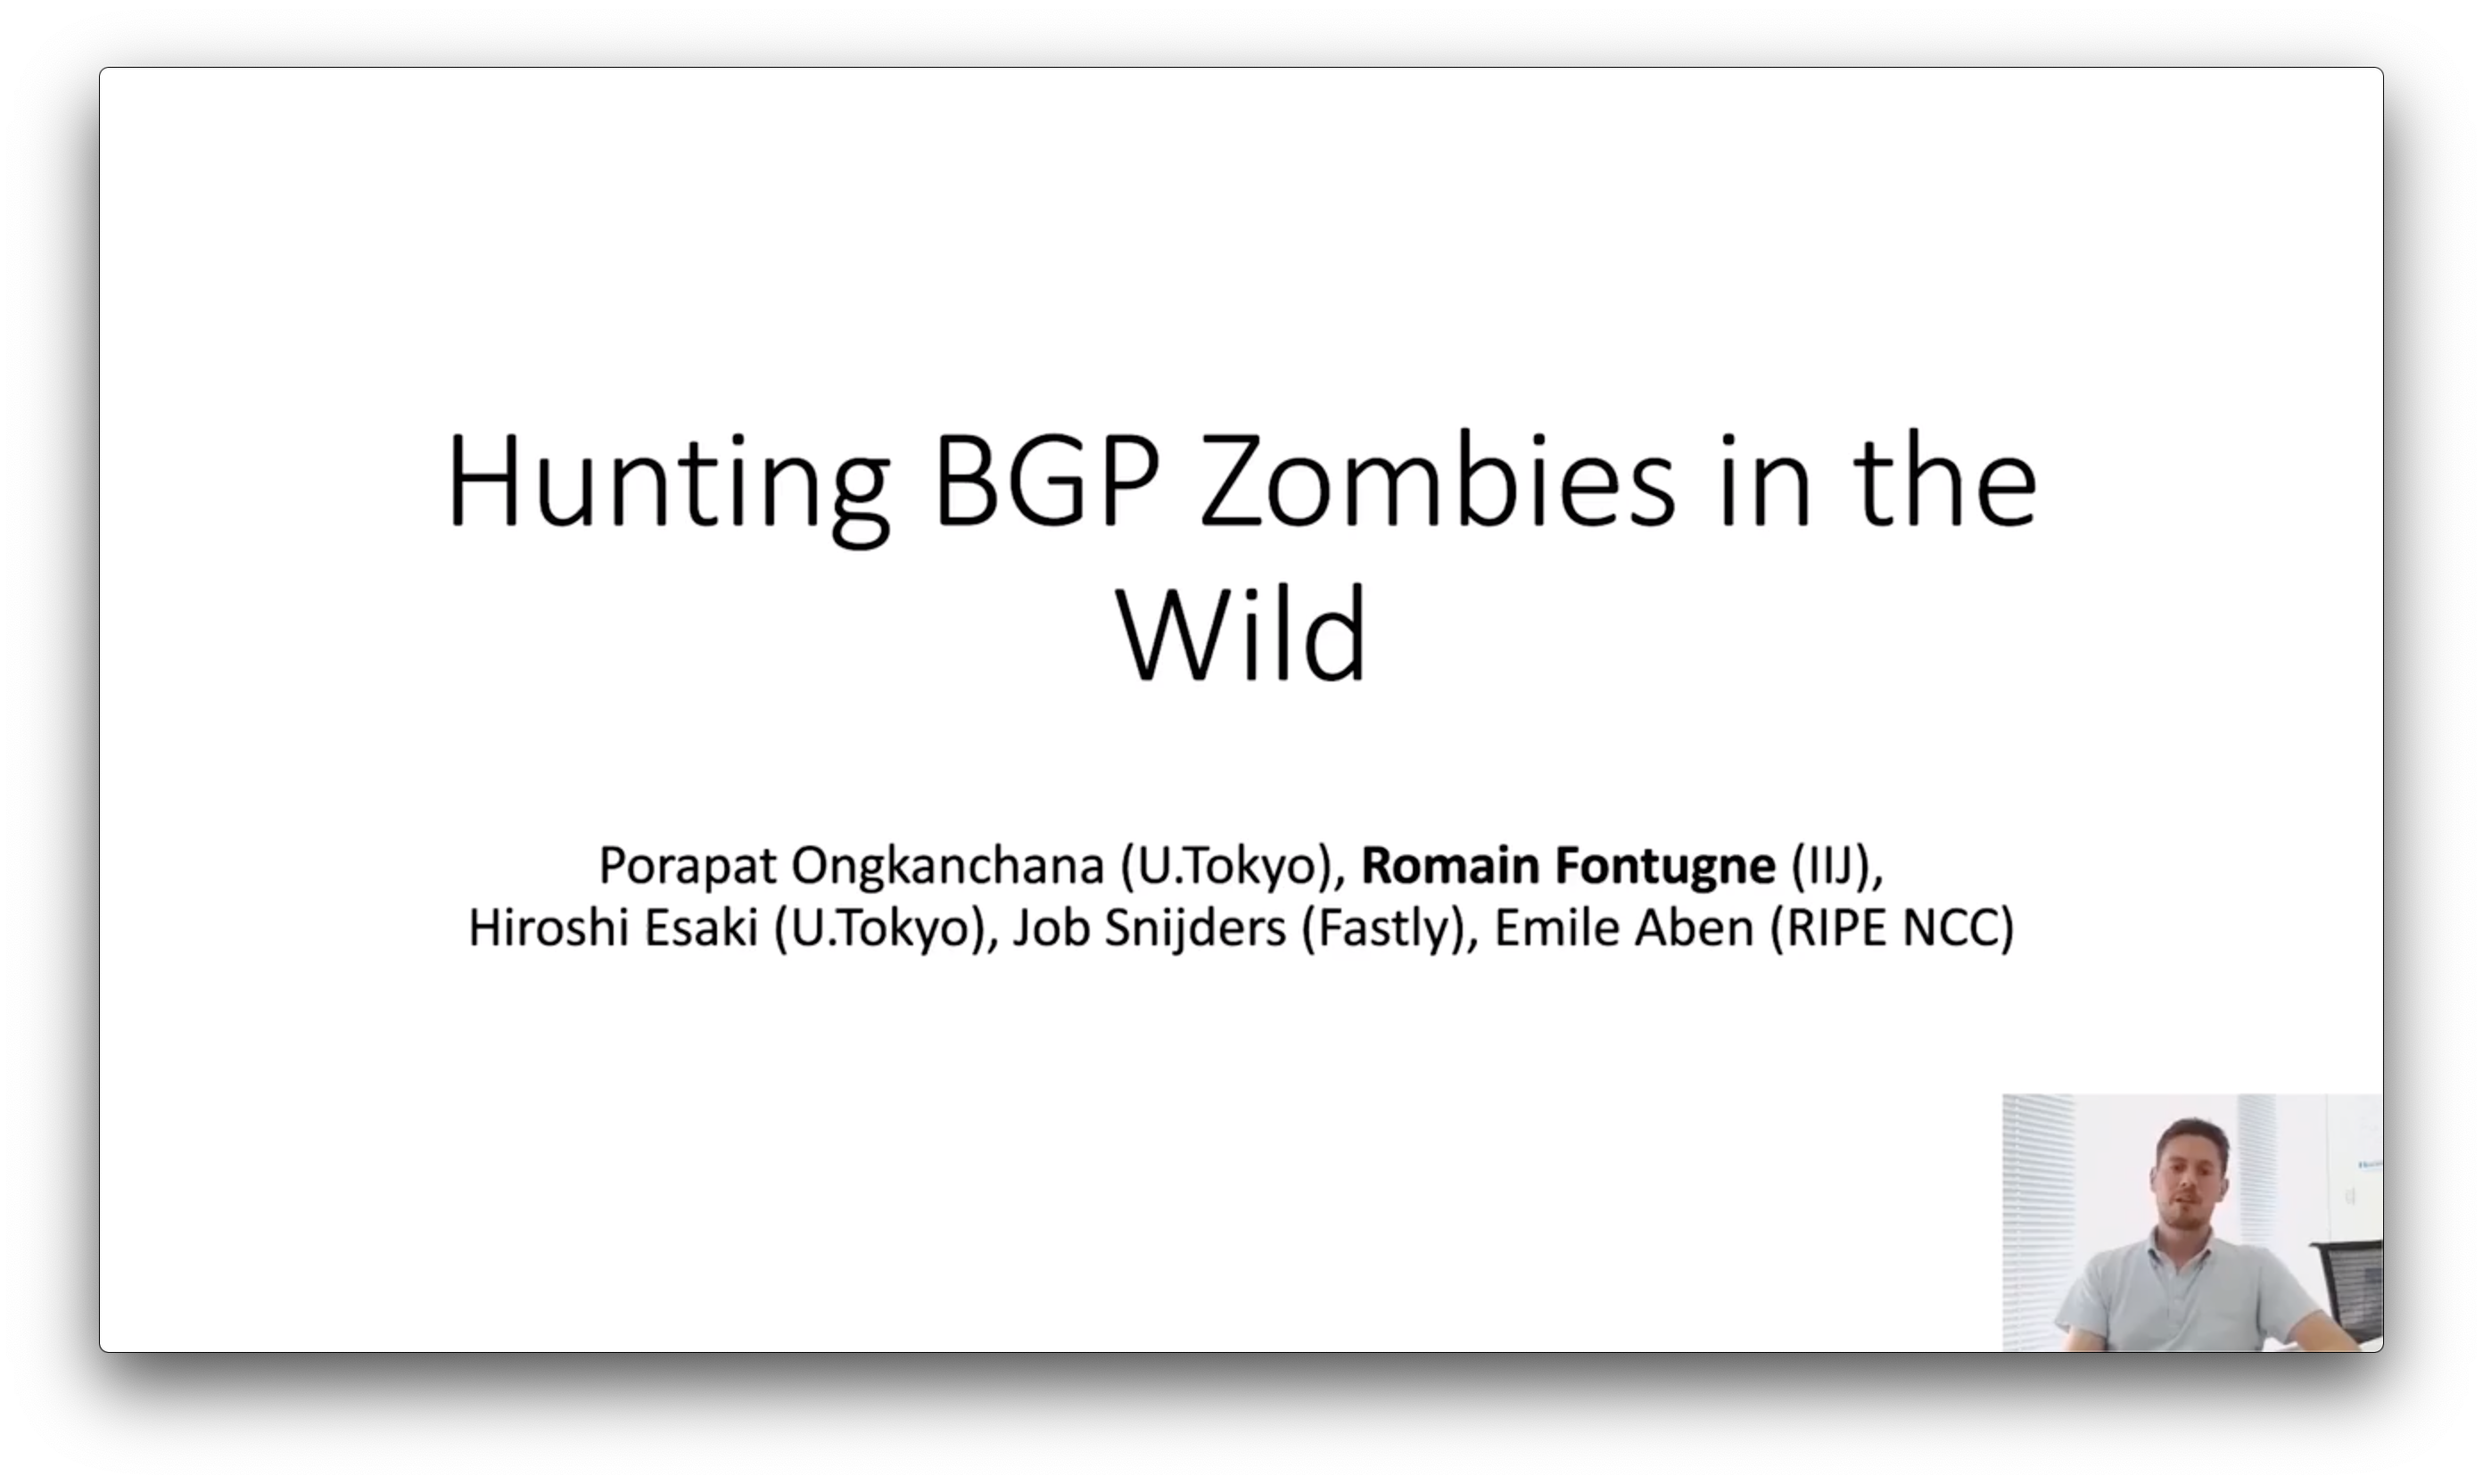 Hunting BGP Zombies in the
Wild
Porapat Ongkanchana (U.Tokyo), Romain Fontugne (IIJ),
Hiroshi Esaki (U.Tokyo), Job Snijders (Fastly), Emile Aben (RIPE NCC)